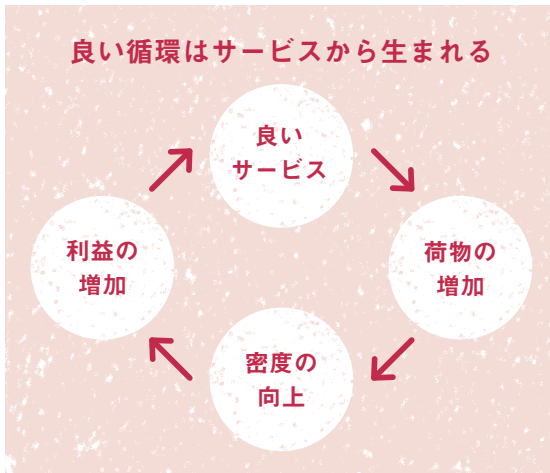 良い循環はサービスから生まれる
良い
サービス
荷物の
増加
密度の
向上
利益の
増加